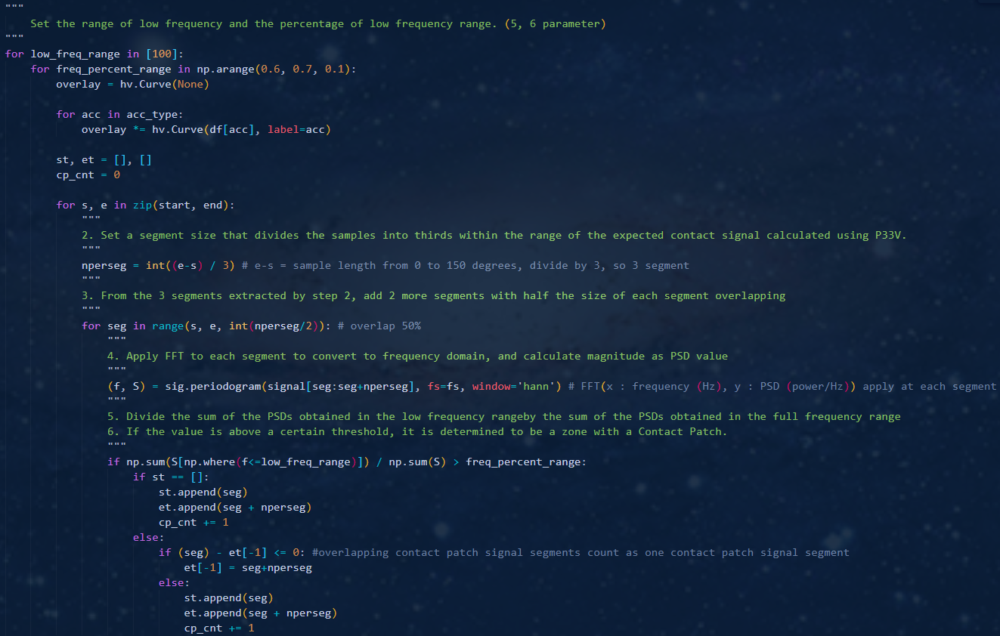 """
    Set the range of low frequency and the percentage of low frequency range. (5, 6 parameter)
"""
for low_freq_range in [100]:
    for freq_percent_range in np.arange(0.6, 0.7, 0.1):
        overlay = hv.Curve(None)

        for acc in acc_type:
            overlay *= hv.Curve(df[acc], label=acc)

        st, et = [], []
        cp_cnt = 0

        for s, e in zip(start, end):
            """
            2. Set a segment size that divides the samples into thirds within the range of the expected contact signal calculated using P33V.
            """
            nperseg = int((e-s) / 3) # e-s = sample length from 0 to 150 degrees, divide by 3, so 3 segment
            """
            3. From the 3 segments extracted by step 2, add 2 more segments with half the size of each segment overlapping
            """
            for seg in range(s, e, int(nperseg/2)): # overlap 50%
                """
                4. Apply FFT to each segment to convert to frequency domain, and calculate magnitude as PSD value
                """
                (f, S) = sig.periodogram(signal[seg:seg+nperseg], fs=fs, window='hann') # FFT(x : frequency (Hz), y : PSD (power/Hz)) apply at each segment
                """
                5. Divide the sum of the PSDs obtained in the low frequency rangeby the sum of the PSDs obtained in the full frequency range
                6. If the value is above a certain threshold, it is determined to be a zone with a Contact Patch.
                """
                if np.sum(S[np.where(f<=low_freq_range)]) / np.sum(S) > freq_percent_range:
                    if st == []:
                        st.append(seg)
                        et.append(seg + nperseg)
                        cp_cnt += 1
                    else:
                        if (seg) - et[-1] <= 0: #overlapping contact patch signal segments count as one contact patch signal segment
                            et[-1] = seg+nperseg
                        else:
                            st.append(seg)
                            et.append(seg + nperseg)
                            cp_cnt += 1